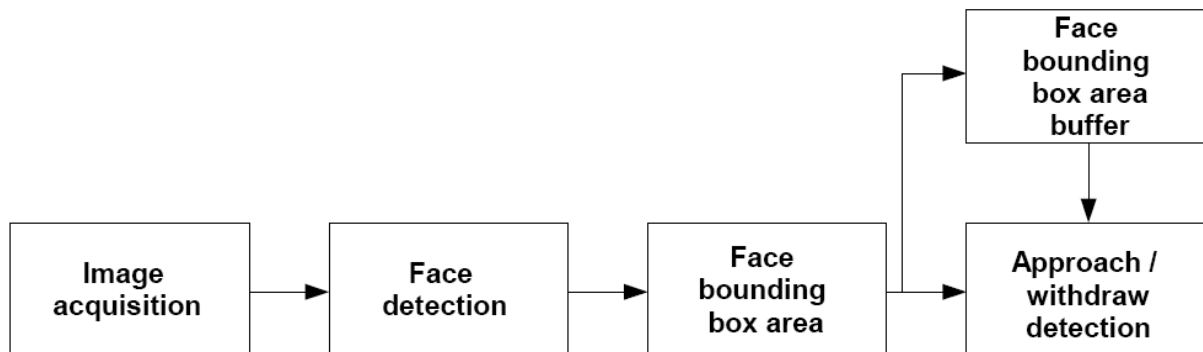 Face
bounding
box area
buffer
Image
acquisition
Face
detection
Face
bounding
box area
Approach /
withdraw
detection